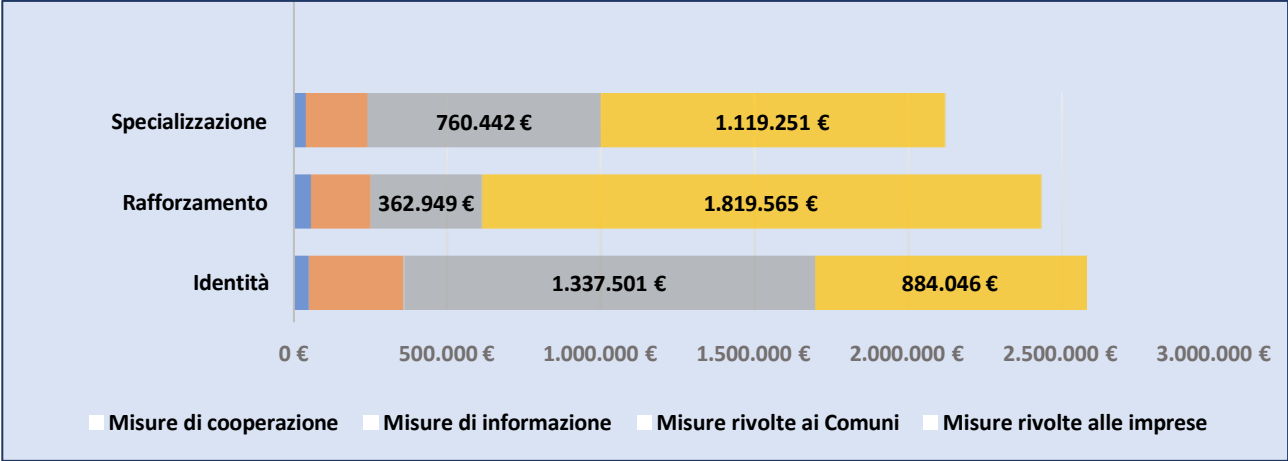 Specializzazione 760.442 € 1.119.251 €
Rafforzamento 362.949 € 1.819.565 €
Identità 1.337.501 € 884.046 €
0 € 500.000 € 1.000.000 € 1.500.000 € 2.000.000 € 2.500.000 € 3.000.000 €
Misure di cooperazione Misure di informazione Misure rivolte ai Comuni Misure rivolte alle imprese